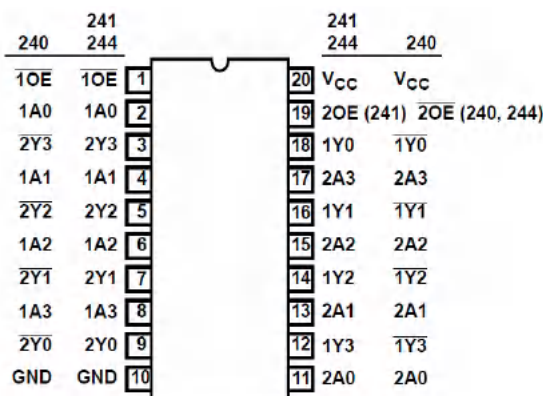 241 241
240 244 244 240
1OE 1OE 1 20 VCC VCC
1A0 1A0 2 19 2OE (241) 2OE (240, 244)
2Y3 2Y3 3 18 1Y0 1Y0
1A1 1A1 4 17 2A3 2A3
2Y2 2Y2 5 16 1Y1 1Y1
1A2 1A2 6 15 2A2 2A2
2Y1 2Y1 7 14 1Y2 1Y2
1A3 1A3 8 13 2A1 2A1
2Y0 2Y0 9 12 1Y3 1Y3
GND GND 10 11 2A0 2A0